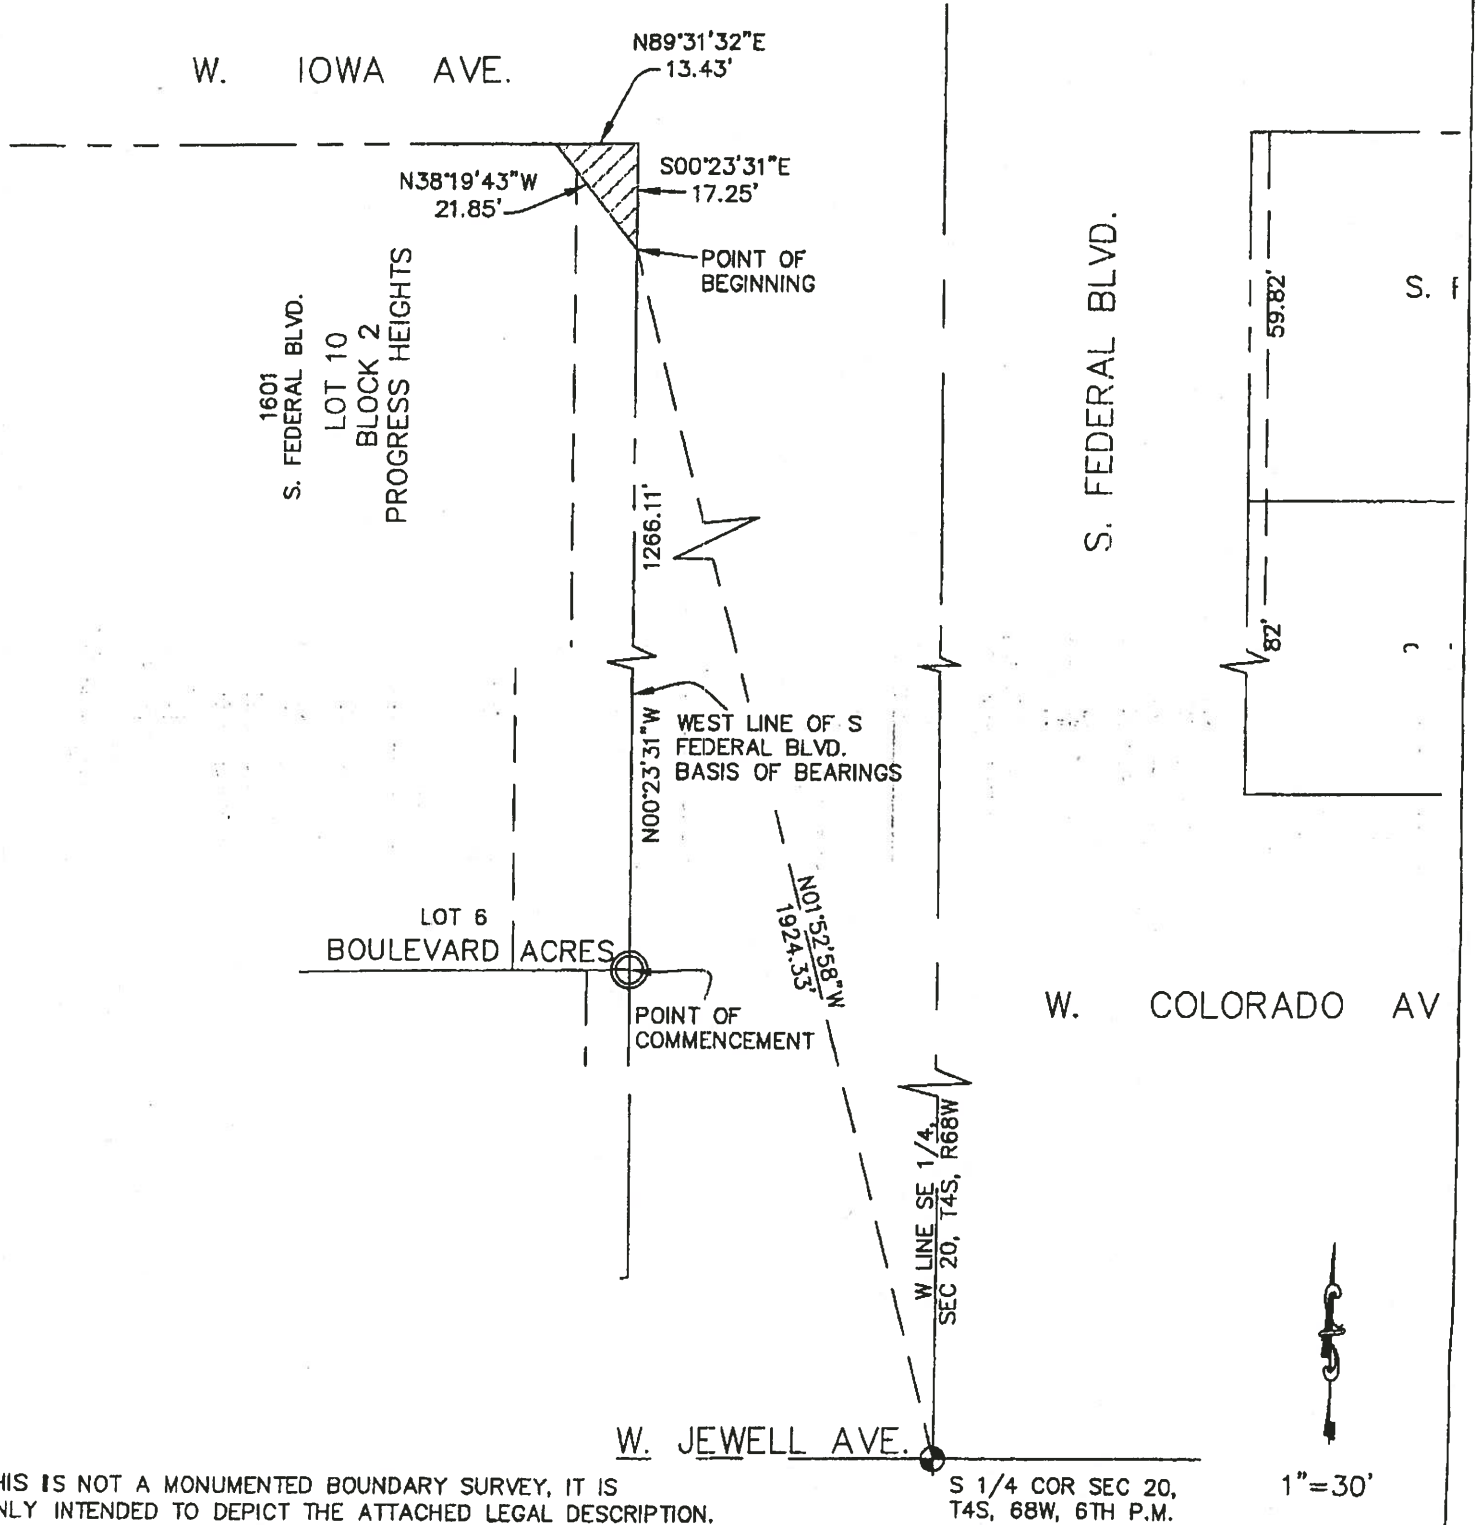 W. IOWA AVE.
N89°31'32"E
13.43'
N38°19'43"W
21.85'
S00°23'31"E
17.25'
POINT OF
BEGINNING
1601
S. FEDERAL BLVD.
LOT 10
BLOCK 2
PROGRESS HEIGHTS
1266.11'
S. FEDERAL BLVD.
59.82'
S.
82'
N00°23'31"W
WEST LINE OF S
FEDERAL BLVD.
BASIS OF BEARINGS
N01°52'58"W
1924.33'
LOT 6
BOULEVARD ACRES
POINT OF
COMMENCEMENT
W. COLORADO AV
W LINE SE 1/4,
SEC 20, T4S, R68W
W. JEWELL AVE.
S 1/4 COR SEC 20,
T4S, 68W, 6TH P.M.
1"=30'
HIS IS NOT A MONUMENTED BOUNDARY SURVEY, IT IS
NLY INTENDED TO DEPICT THE ATTACHED LEGAL DESCRIPTION.